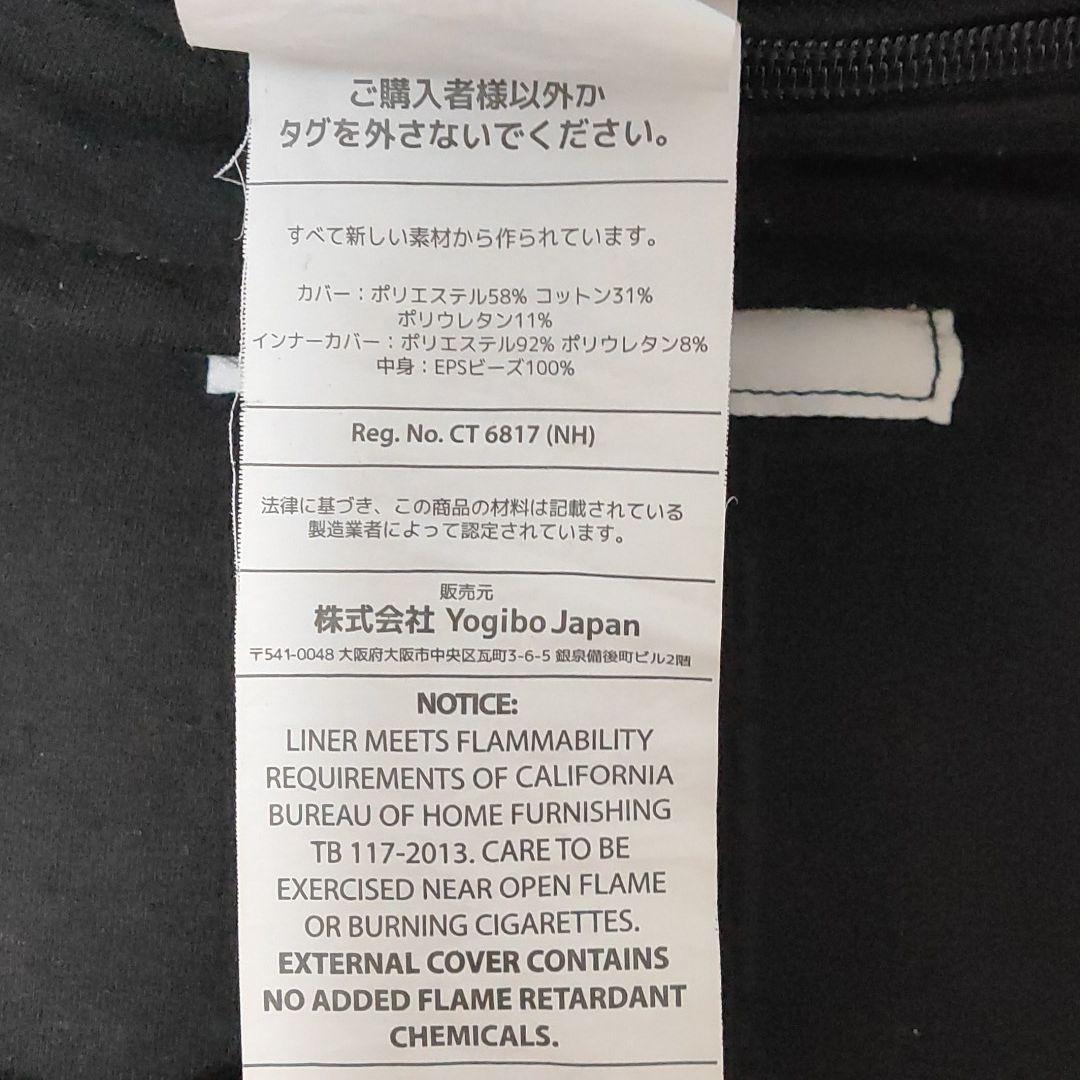 ご購入者様以外が
タグを外さないでください。
すべて新しい素材から作られています。
カバー：ポリエステル58% コットン31%
ポリウレタン11%
インナーカバー：ポリエステル92% ポリウレタン8%
中身：EPSビーズ100%
Reg. No. CT 6817 (NH)
法律に基づき、この商品の材料は記載されている
製造業者によって認定されています。
販売元
株式会社 Yogibo Japan
〒541-0048 大阪府大阪市中央区瓦町3-6-5 銀泉備後町ビル2階
NOTICE:
LINER MEETS FLAMMABILITY
REQUIREMENTS OF CALIFORNIA
BUREAU OF HOME FURNISHING
TB 117-2013. CARE TO BE
EXERCISED NEAR OPEN FLAME
OR BURNING CIGARETTES.
EXTERNAL COVER CONTAINS
NO ADDED FLAME RETARDANT
CHEMICALS.